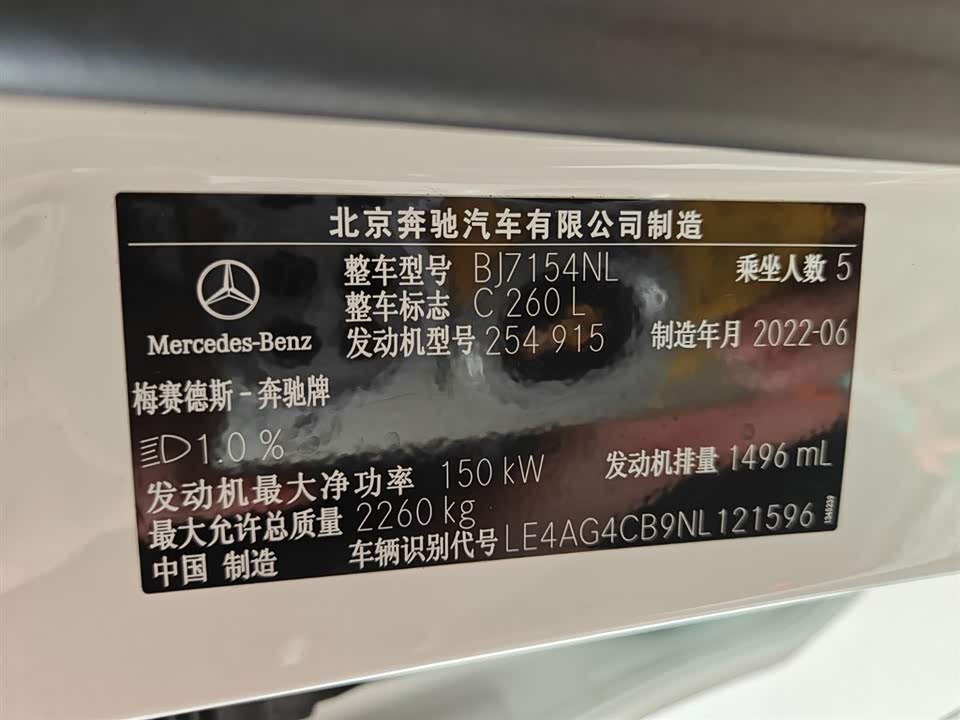 北京奔驰汽车有限公司制造
整车型号 BJ7154NL 乘坐人数 5
整车标志 C 260 L
Mercedes-Benz
发动机型号 254 915 制造年月 2022-06
梅赛德斯-奔驰牌
1.0 %
发动机最大净功率 150 kW 发动机排量 1496 mL
最大允许总质量 2260 kg
中国 制造 车辆识别代号 LE4AG4CB9NL121596